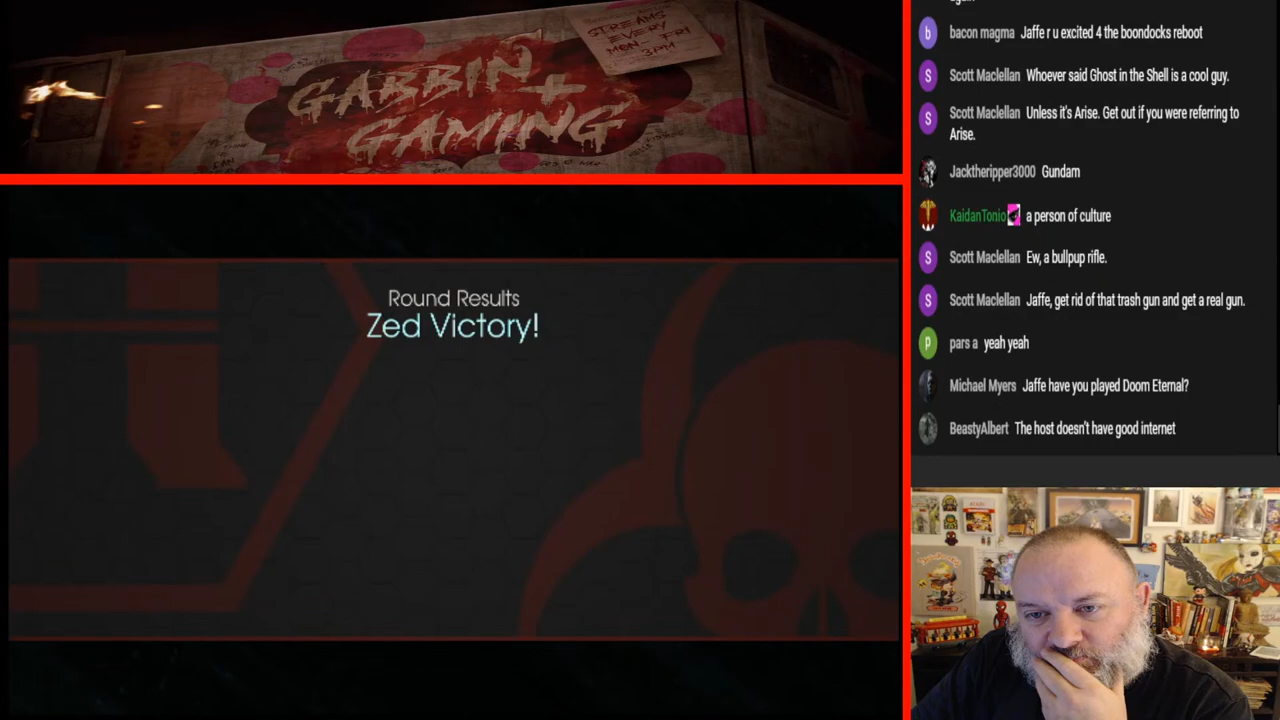 STREAMS
EVERY
MON - FRI
3AM
GABBIN +
GAMING
Round Results
Zed Victory!
again
bacon magma Jaffe r u excited 4 the boondocks reboot
Scott Maclellan Whoever said Ghost in the Shell is a cool guy.
Scott Maclellan Unless it's Arise. Get out if you were referring to
Arise.
Jacktheripper3000 Gundam
KaidanTonio a person of culture
Scott Maclellan Ew, a bullpup rifle.
Scott Maclellan Jaffe, get rid of that trash gun and get a real gun.
pars a yeah yeah
Michael Myers Jaffe have you played Doom Eternal?
BeastyAlbert The host doesn't have good internet